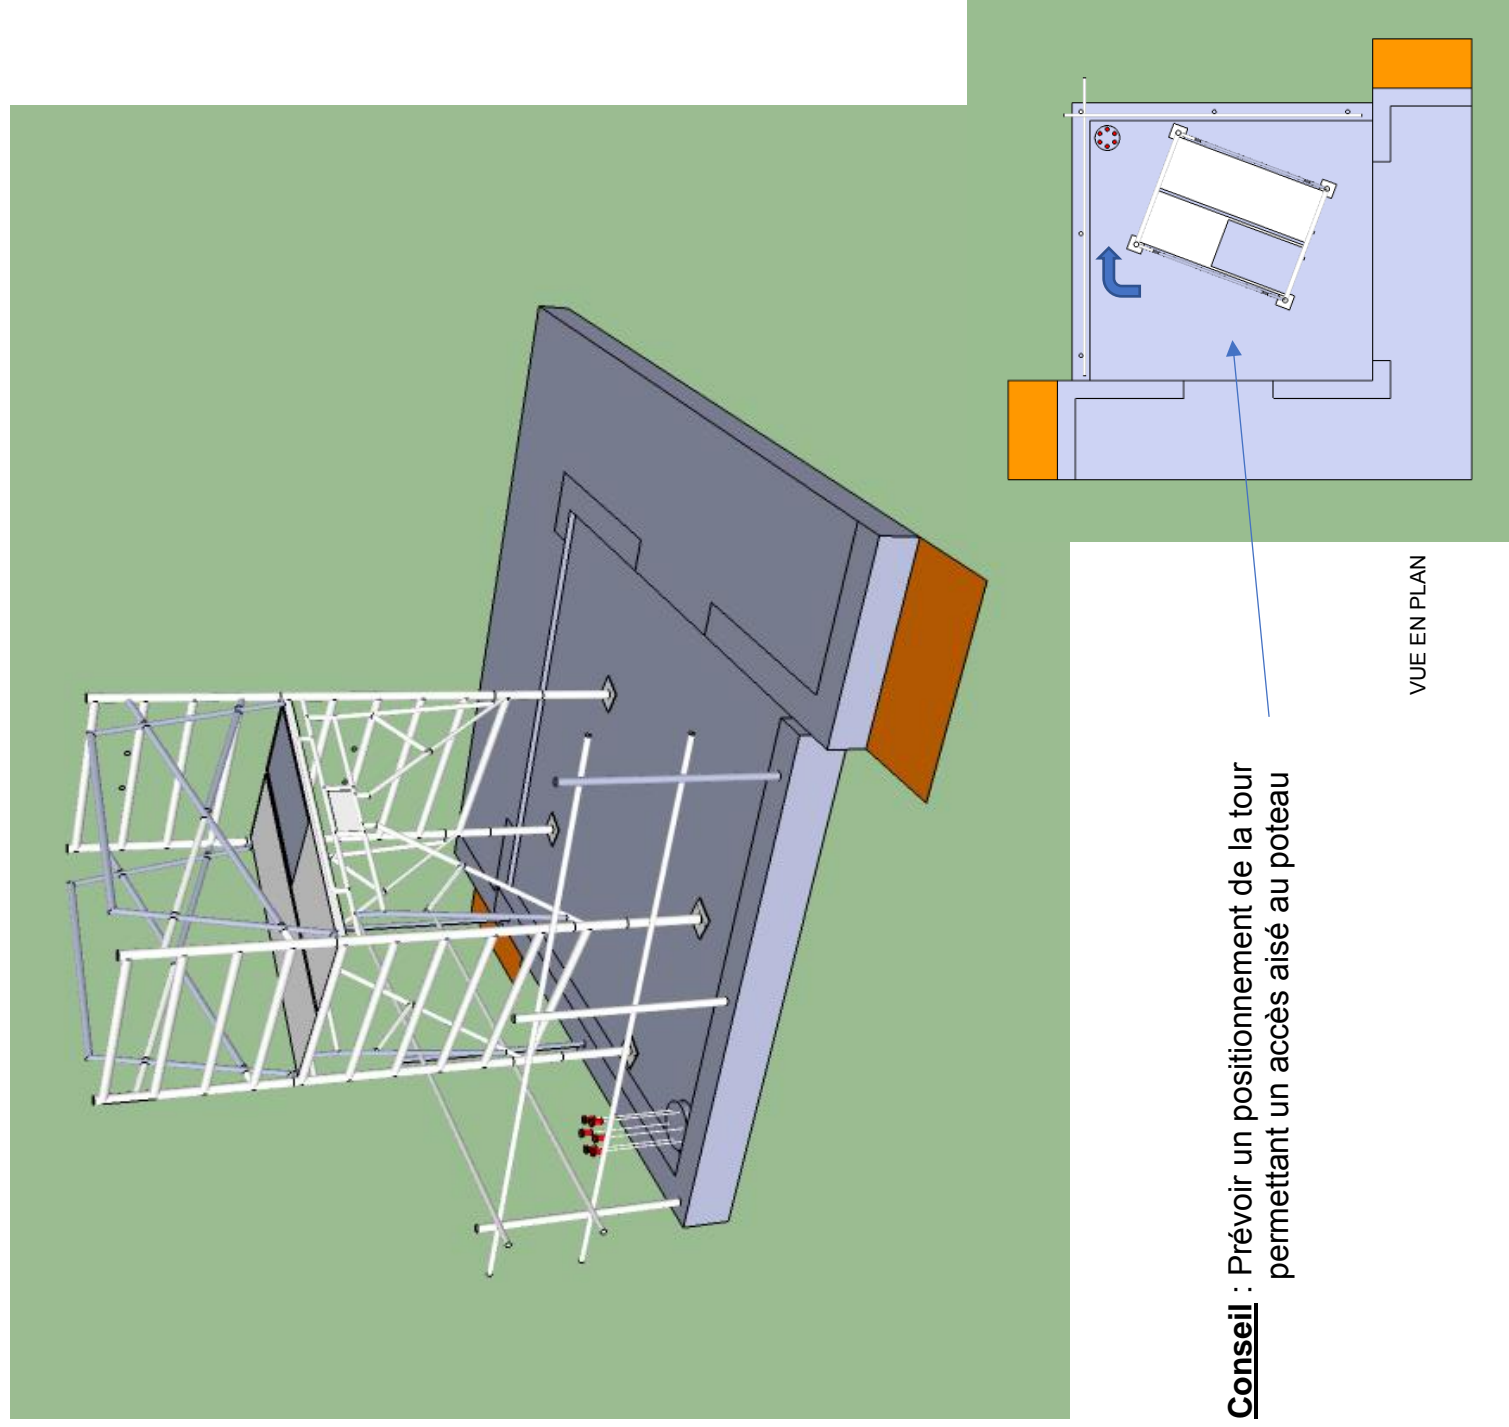 VUE EN PLAN
Conseil : Prévoir un positionnement de la tour
permettant un accès aisé au poteau